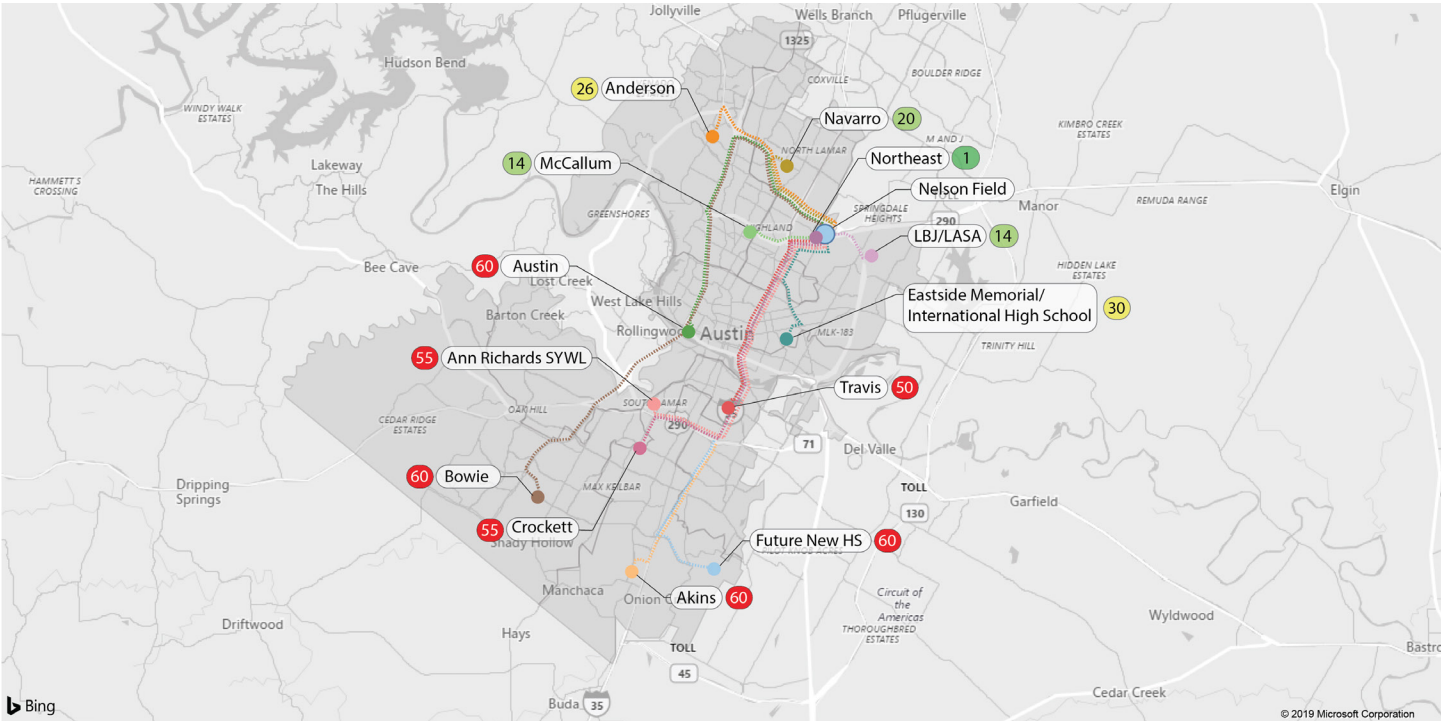 Jollyville
Wells Branch
Pflugerville
1325
Hudson Bend
COXVILLE
BOULDER RIDGE
26 Anderson
WINDY WALK
ESTATES
Navarro 20
KIMBRO CREEK
ESTATES
M AND J
NORTH LAMAR
14 McCallum
Northeast 1
Lakeway
The Hills
HAMMETT'S
CROSSING
Nelson Field
Elgin
REMUDA RANGE
Manor
GREENSHORES
SPRINGDALE
HEIGHTS
TOLL
290
HIGHLAND
LBJ/LASA 14
Bee Cave
60 Austin
Lost Creek
HIDDEN LAKE
ESTATES
West Lake Hills
Eastside Memorial/
International High School 30
Barton Creek
Rollingwood
Austin
MLK-183
TRINITY HILL
55 Ann Richards SYWL
Travis 50
SOUTH LAMAR
OAK HILL
CEDAR RIDGE
ESTATES
290
71
Del Valle
60 Bowie
Dripping
Springs
MAX KEILBAR
TOLL
130
Garfield
55 Crockett
Shady Hollow
Future New HS 60
Manchaca
Onion
Akins 60
Circuit of
the
Americas
THOROUGHBRED
ESTATES
Wyldwood
Driftwood
Hays
TOLL
45
Bastro
Cedar Creek
Buda
35
Bing
© 2019 Microsoft Corporation